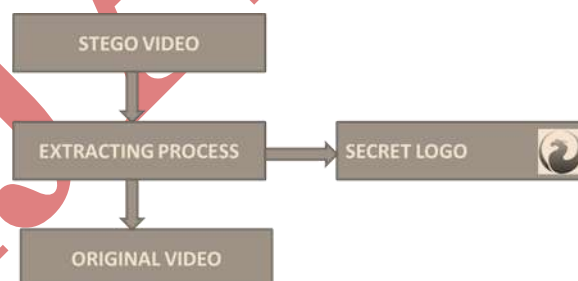 STEGO VIDEO
EXTRACTING PROCESS
SECRET LOGO
ORIGINAL VIDEO